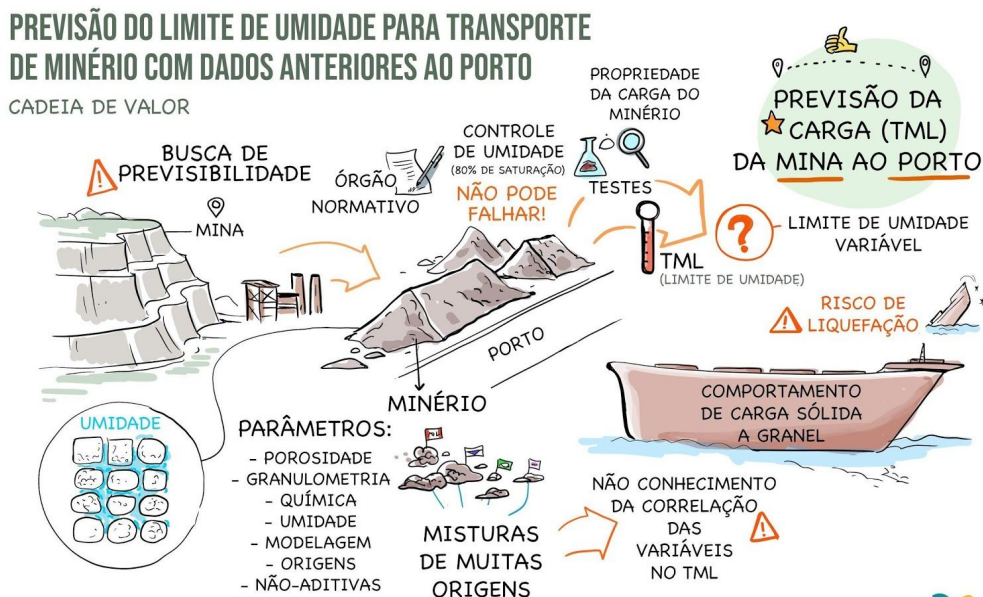 PREVISÃO DO LIMITE DE UMIDADE PARA TRANSPORTE
DE MINÉRIO COM DADOS ANTERIORES AO PORTO
CADEIA DE VALOR
BUSCA DE
PREVISIBILIDADE
MINA
ÓRGÃO
NORMATIVO
CONTROLE
DE UMIDADE
(80% DE SATURAÇÃO)
NÃO PODE
FALHAR!
PROPRIEDADE
DA CARGA DO
MINÉRIO
TESTES
TML
(LIMITE DE UMIDADE)
PREVISÃO DA
CARGA (TML)
DA MINA AO PORTO
?
LIMITE DE UMIDADE
VARIÁVEL
RISCO DE
LIQUEFAÇÃO
PORTO
MINÉRIO
COMPORTAMENTO
DE CARGA SÓLIDA
A GRANEL
UMIDADE
PARÂMETROS:
- POROSIDADE
- GRANULOMETRIA
- QUÍMICA
- UMIDADE
- MODELAGEM
- ORIGENS
- NÃO-ADITIVAS
MISTURAS
DE MUITAS
ORIGENS
NÃO CONHECIMENTO
DA CORRELAÇÃO
DAS
VARIÁVEIS
NO TML